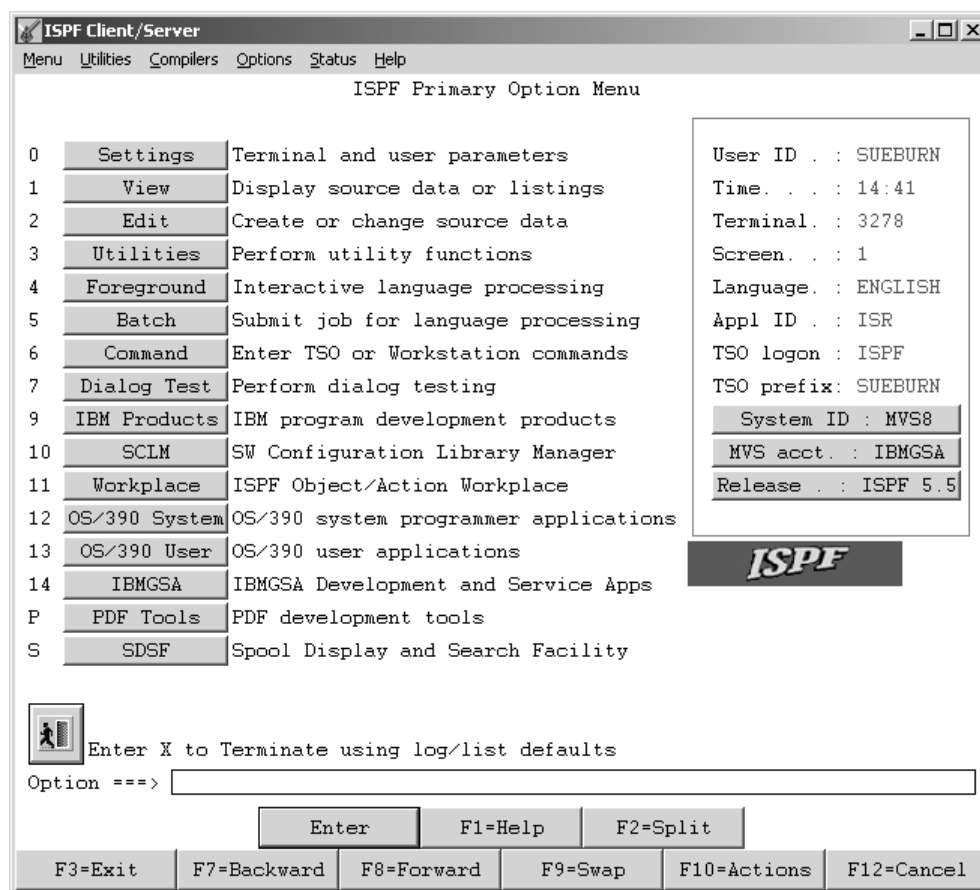 ISPF Client/Server
Menu Utilities Compilers Options Status Help
ISPF Primary Option Menu
0 Settings Terminal and user parameters
1 View Display source data or listings
2 Edit Create or change source data
3 Utilities Perform utility functions
4 Foreground Interactive language processing
5 Batch Submit job for language processing
6 Command Enter TSO or Workstation commands
7 Dialog Test Perform dialog testing
9 IBM Products IBM program development products
10 SCLM SW Configuration Library Manager
11 Workplace ISPF Object/Action Workplace
12 OS/390 System OS/390 system programmer applications
13 OS/390 User OS/390 user applications
14 IBMGSA IBMGSA Development and Service Apps
P PDF Tools PDF development tools
S SDSF Spool Display and Search Facility
User ID . : SUEBURN
Time. . . : 14:41
Terminal. : 3278
Screen. . : 1
Language. : ENGLISH
Appl ID . : ISR
TSO logon : ISPF
TSO prefix: SUEBURN
System ID : MVS8
MVS acct. : IBMGSA
Release . : ISPF 5.5
ISPF
Enter X to Terminate using log/list defaults
Option ===>
Enter F1=Help F2=Split
F3=Exit F7=Backward F8=Forward F9=Swap F10=Actions F12=Cancel